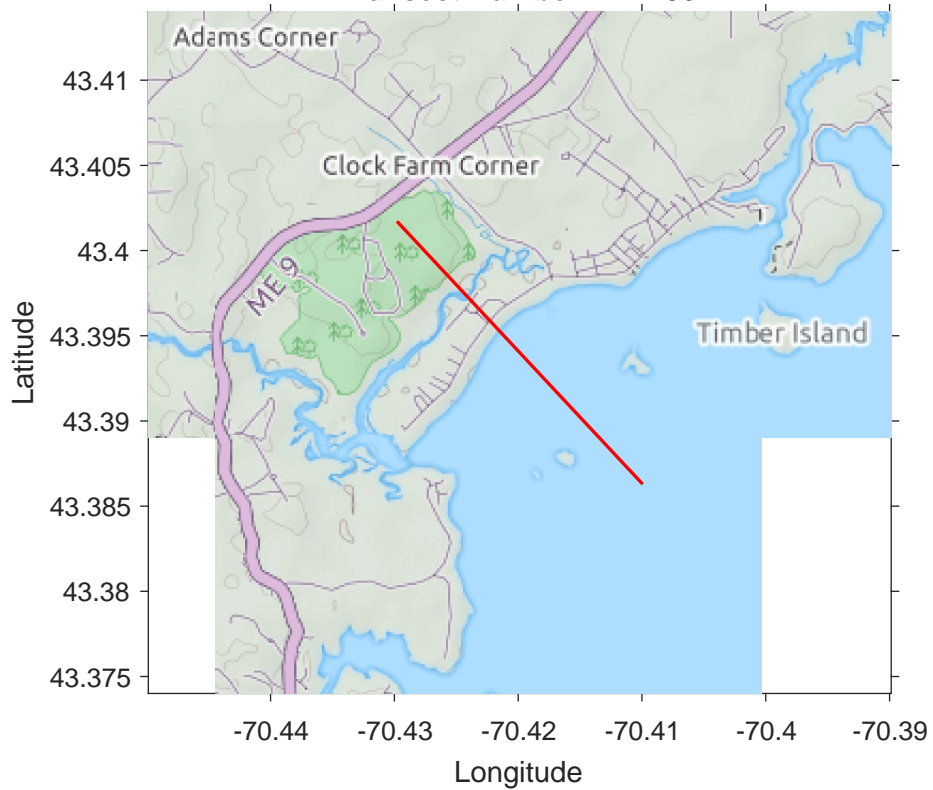 Adams Corner
43.41
Clock Farm Corner
43.405
43.4
ME 9
43.395
Timber Island
Latitude
43.39
43.385
43.38
43.375
-70.44
-70.43
-70.42
-70.41
-70.4
-70.39
Longitude